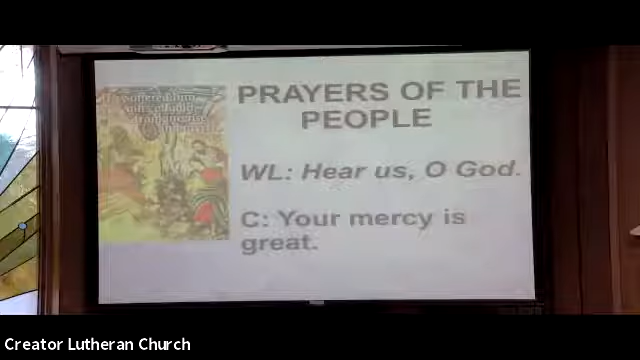 PRAYERS OF THE
PEOPLE
WL: Hear us, O God.
C: Your mercy is
great.
Creator Lutheran Church